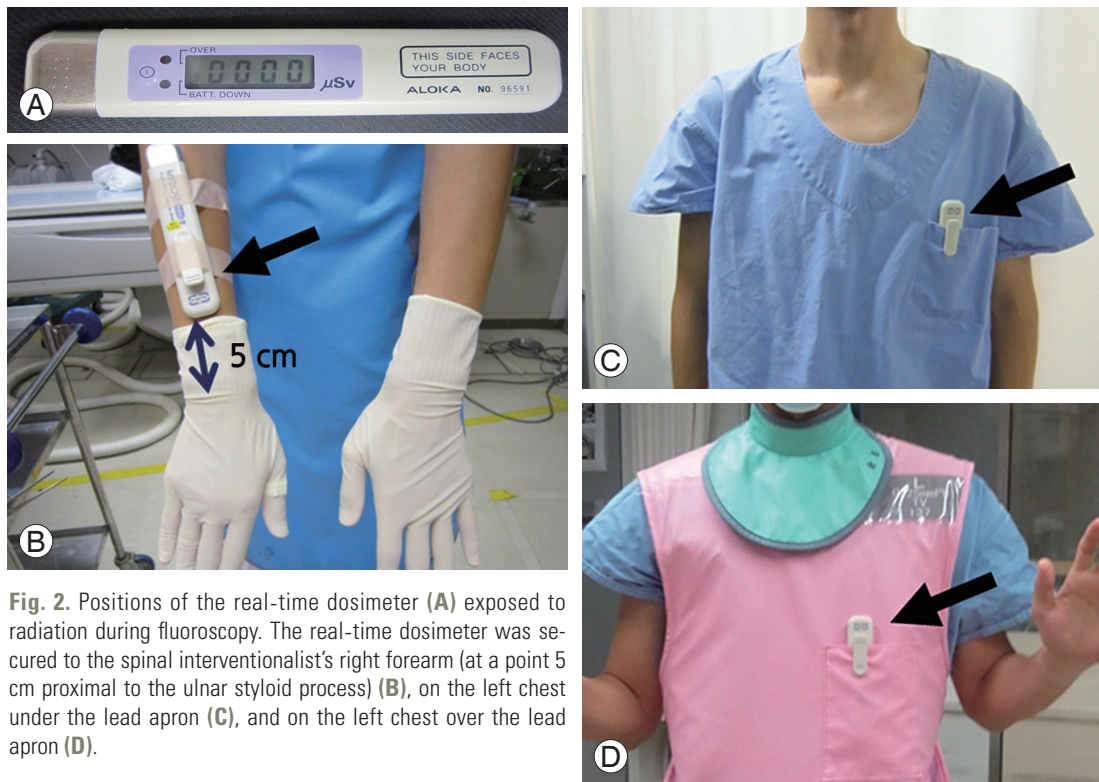 OVER
0000
BATT. DOWN
µSv
THIS SIDE FACES
YOUR BODY
ALOKA NO. 96591
A
5 cm
B
C
L
D
Fig. 2. Positions of the real-time dosimeter (A) exposed to
radiation during fluoroscopy. The real-time dosimeter was se-
cured to the spinal interventionalist's right forearm (at a point 5
cm proximal to the ulnar styloid process) (B), on the left chest
under the lead apron (C), and on the left chest over the lead
apron (D).